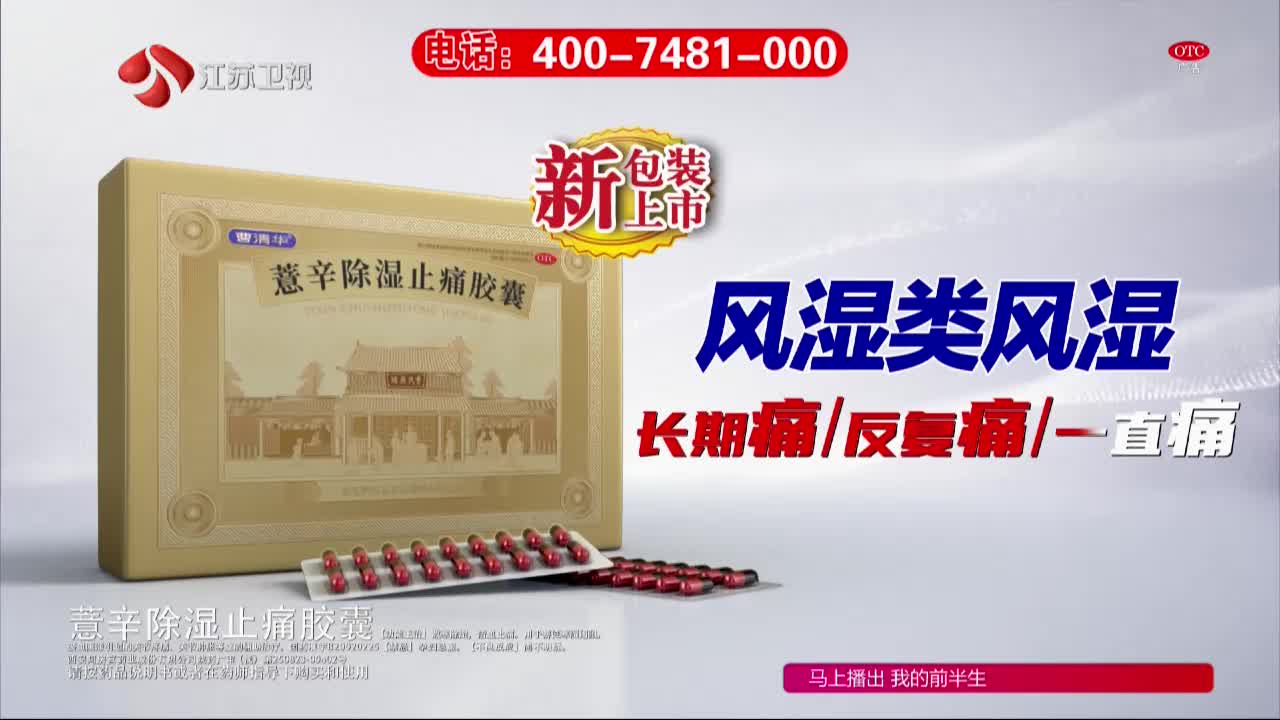 电话：400-7481-000
江苏卫视
OTC
广告
新包装上市
曹清华
OTC
薏辛除湿止痛胶囊
风湿类风湿
长期痛/反复痛/一直痛
薏辛除湿止痛胶囊
请按产品说明书或者在药师指导下购买和使用
马上播出 我的前半生